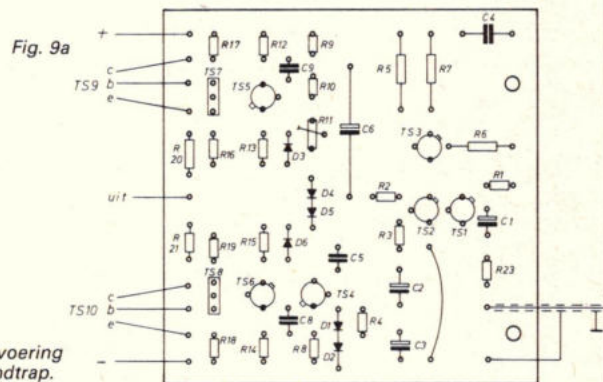 Fig. 9a
+
c
TS9 b
e
uit
c
TS10 b
e
−
voering
ndtrap.
R17
R12
R9
C4
C9
TS7
TS5
R10
R5
R7
R11
C6
TS3
R6
R
20
R16
R13
D3
R1
D4
D5
R2
TS2
TS1
C1
R
21
R19
R15
D6
R3
C5
R23
TS8
TS6
TS4
C2
C8
D1
R4
R18
R14
R8
D2
C3